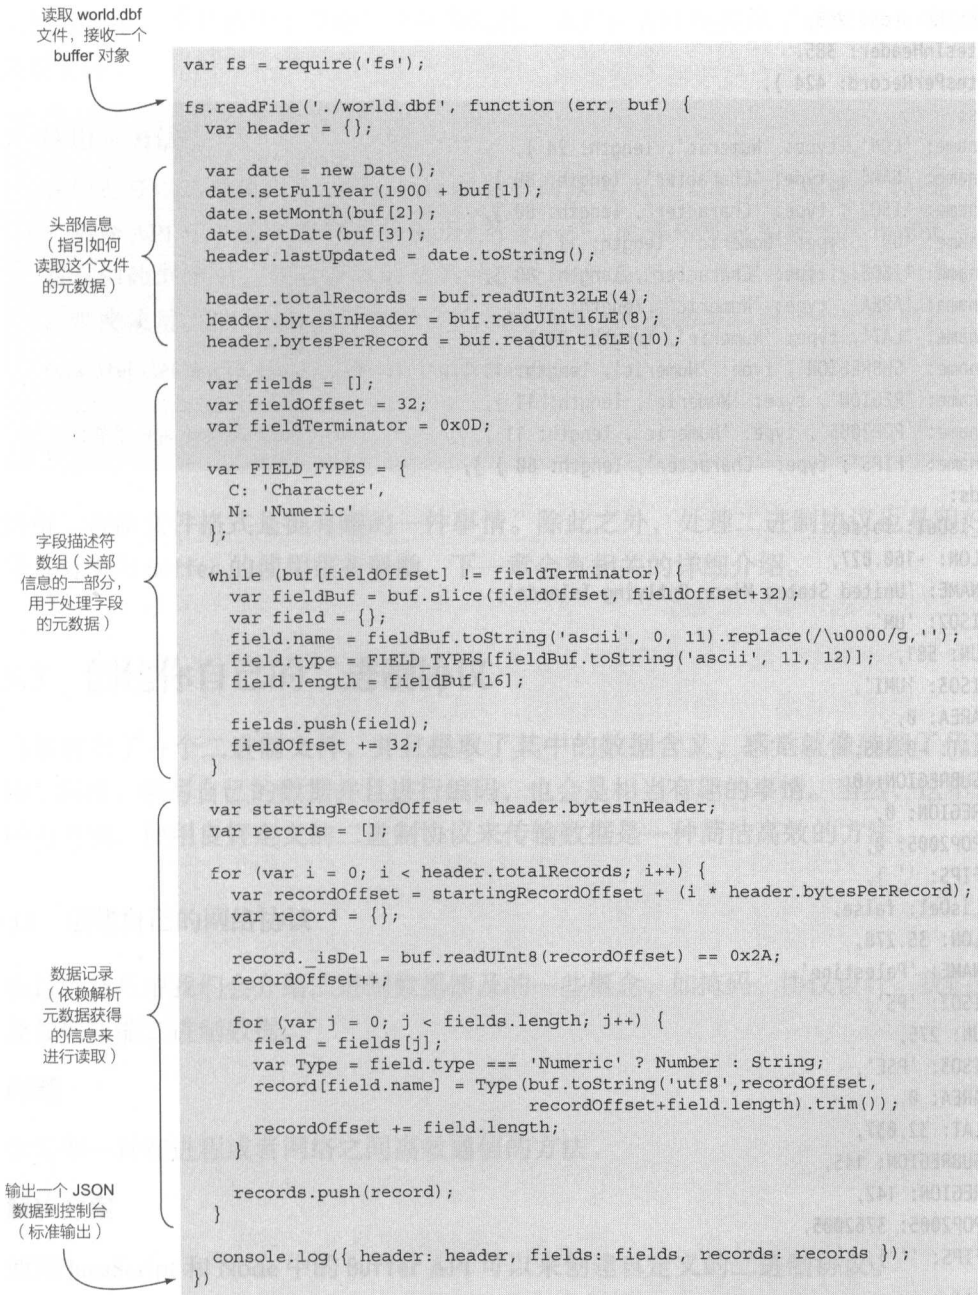 读取 world.dbf
文件，接收一个
buffer 对象
var fs = require('fs');
fs.readFile('./world.dbf', function (err, buf) {
var header = {};
头部信息
（指引如何
读取这个文件
的元数据）
var date = new Date();
date.setFullYear(1900 + buf[1]);
date.setMonth(buf[2]);
date.setDate(buf[3]);
header.lastUpdated = date.toString();
header.totalRecords = buf.readUInt32LE(4);
header.bytesInHeader = buf.readUInt16LE(8);
header.bytesPerRecord = buf.readUInt16LE(10);
字段描述符
数组（头部
信息的一部分，
用于处理字段
的元数据）
var fields = [];
var fieldOffset = 32;
var fieldTerminator = 0x0D;
var FIELD_TYPES = {
C: 'Character',
N: 'Numeric'
};
while (buf[fieldOffset] != fieldTerminator) {
var fieldBuf = buf.slice(fieldOffset, fieldOffset+32);
var field = {};
field.name = fieldBuf.toString('ascii', 0, 11).replace(/\u0000/g,'');
field.type = FIELD_TYPES[fieldBuf.toString('ascii', 11, 12)];
field.length = fieldBuf[16];
fields.push(field);
fieldOffset += 32;
}
数据记录
（依赖解析
元数据获得
的信息来
进行读取）
var startingRecordOffset = header.bytesInHeader;
var records = [];
for (var i = 0; i < header.totalRecords; i++) {
var recordOffset = startingRecordOffset + (i * header.bytesPerRecord);
var record = {};
record._isDel = buf.readUInt8(recordOffset) == 0x2A;
recordOffset++;
for (var j = 0; j < fields.length; j++) {
field = fields[j];
var Type = field.type === 'Numeric' ? Number : String;
record[field.name] = Type(buf.toString('utf8',recordOffset,
recordOffset+field.length).trim());
recordOffset += field.length;
}
records.push(record);
}
输出一个 JSON
数据到控制台
（标准输出）
console.log({ header: header, fields: fields, records: records });
})